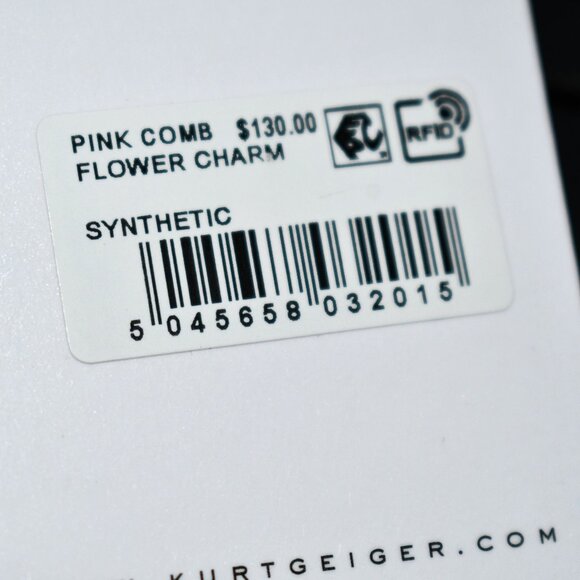 PINK COMB $130.00
FLOWER CHARM
RFID
SYNTHETIC
5 045658 032015
KURTGEIGER.COM